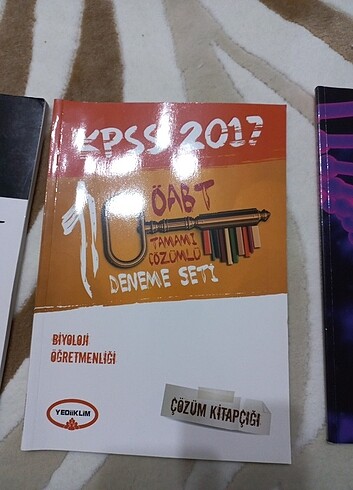 KPSS 2017
10
ÖABT
TAMAMI
ÇÖZÜMLÜ
DENEME SETİ
BİYOLOJİ
ÖĞRETMENLİĞİ
YEDİİKLİM
ÇÖZÜM KİTAPÇIĞI